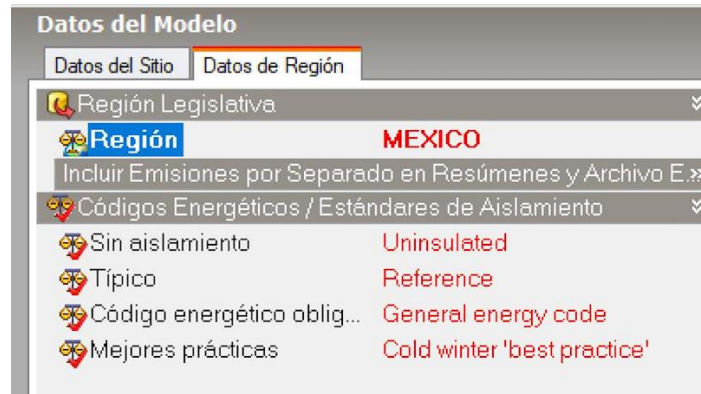 Datos del Modelo
Datos del Sitio Datos de Región
Región Legislativa
Región MEXICO
Incluir Emisiones por Separado en Resúmenes y Archivo E.
Códigos Energéticos / Estándares de Aislamiento
Sin aislamiento Uninsulated
Típico Reference
Código energético oblig... General energy code
Mejores prácticas Cold winter 'best practice'